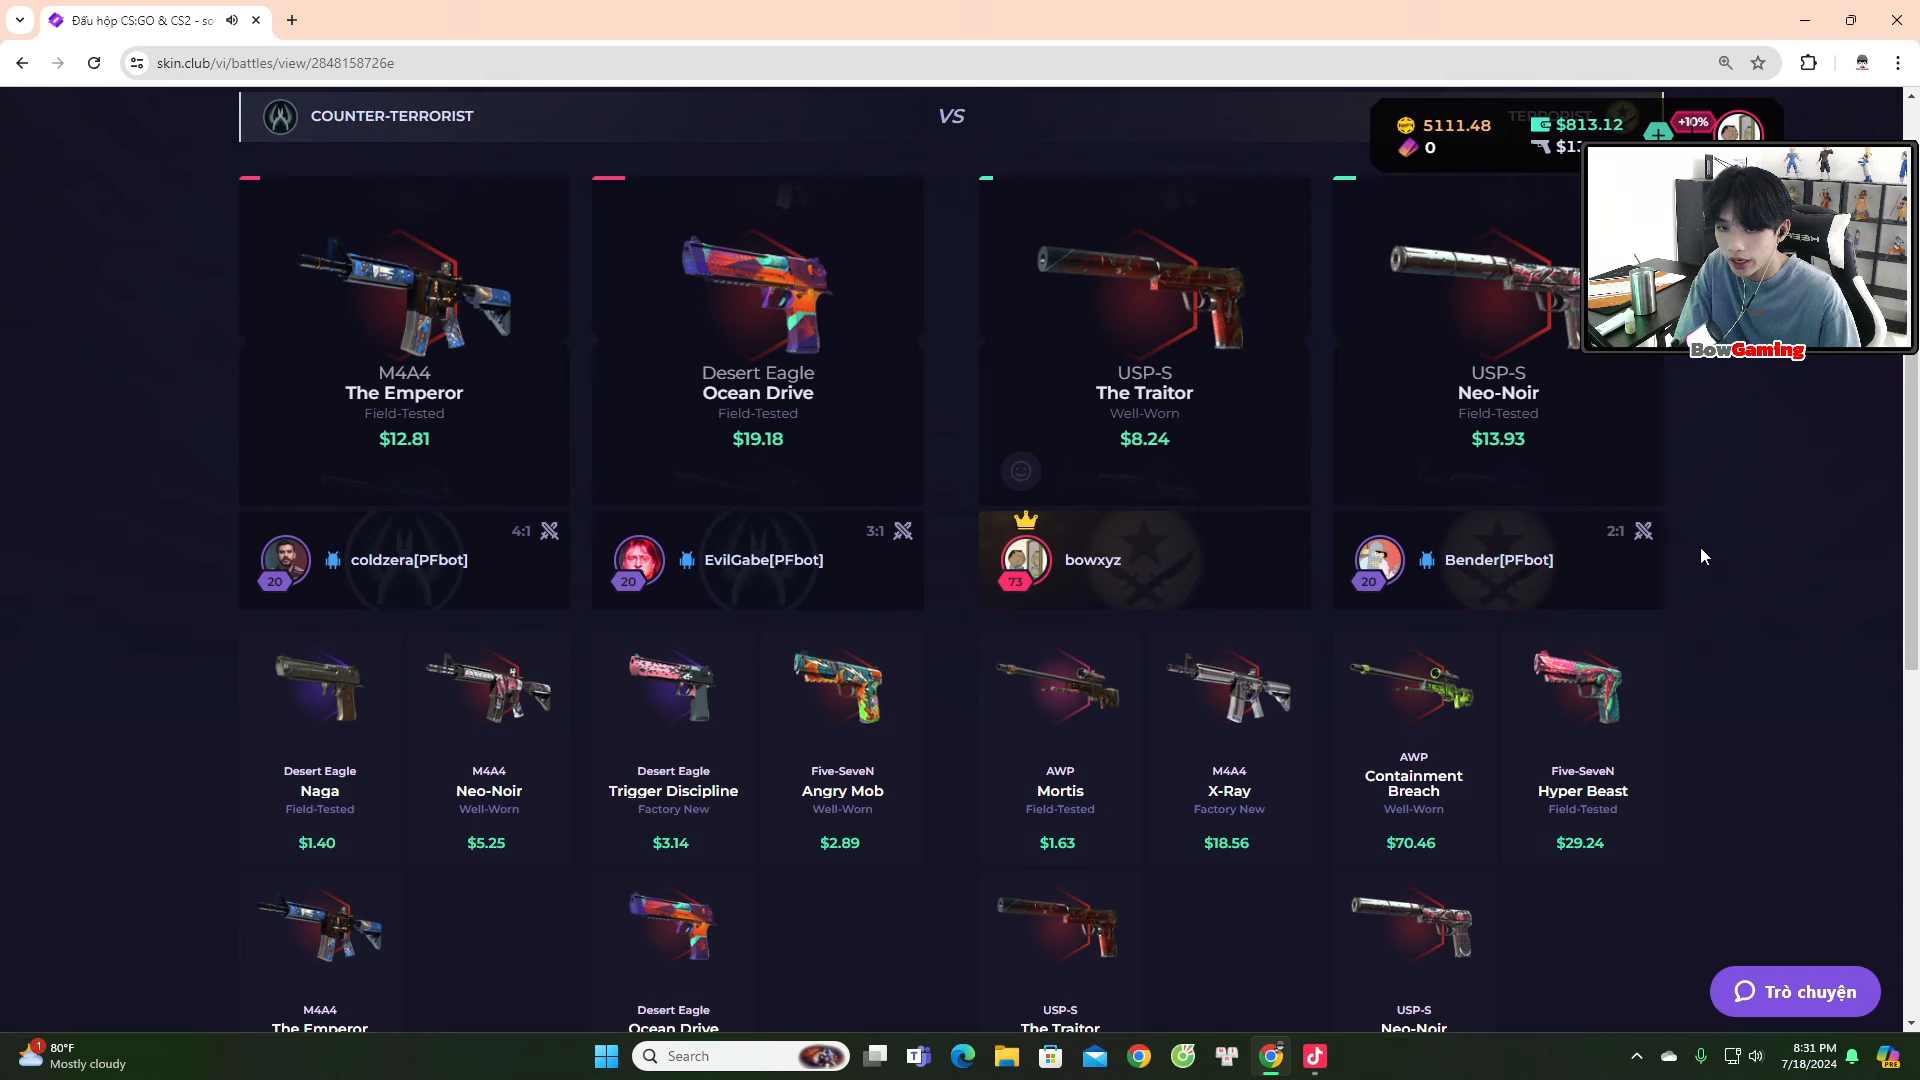 Đấu hộp CS:GO & CS2 - so
skin.club/vi/battles/view/2848158726e
COUNTER-TERRORIST
VS
TERRORIST
5111.48
$813.12
+10%
0
M4A4
The Emperor
Field-Tested
$12.81
Desert Eagle
Ocean Drive
Field-Tested
$19.18
USP-S
The Traitor
Well-Worn
$8.24
USP-S
Neo-Noir
Field-Tested
$13.93
BowGaming
4:1
coldzera[PFbot]
20
3:1
EvilGabe[PFbot]
20
bowxyz
73
2:1
Bender[PFbot]
20
Desert Eagle
Naga
Field-Tested
$1.40
M4A4
Neo-Noir
Well-Worn
$5.25
Desert Eagle
Trigger Discipline
Factory New
$3.14
Five-SeveN
Angry Mob
Well-Worn
$2.89
AWP
Mortis
Field-Tested
$1.63
M4A4
X-Ray
Factory New
$18.56
AWP
Containment
Breach
Well-Worn
$70.46
Five-SeveN
Hyper Beast
Field-Tested
$29.24
M4A4
The Emperor
Desert Eagle
Ocean Drive
USP-S
The Traitor
USP-S
Neo-Noir
Trò chuyện
1
80°F
Mostly cloudy
Search
8:31 PM
7/18/2024
PRE